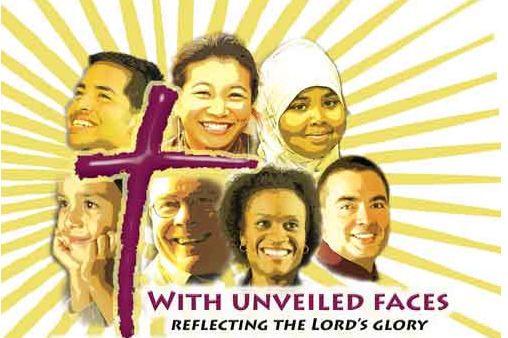 WITH UNVEILED FACES
REFLECTING THE LORD'S GLORY